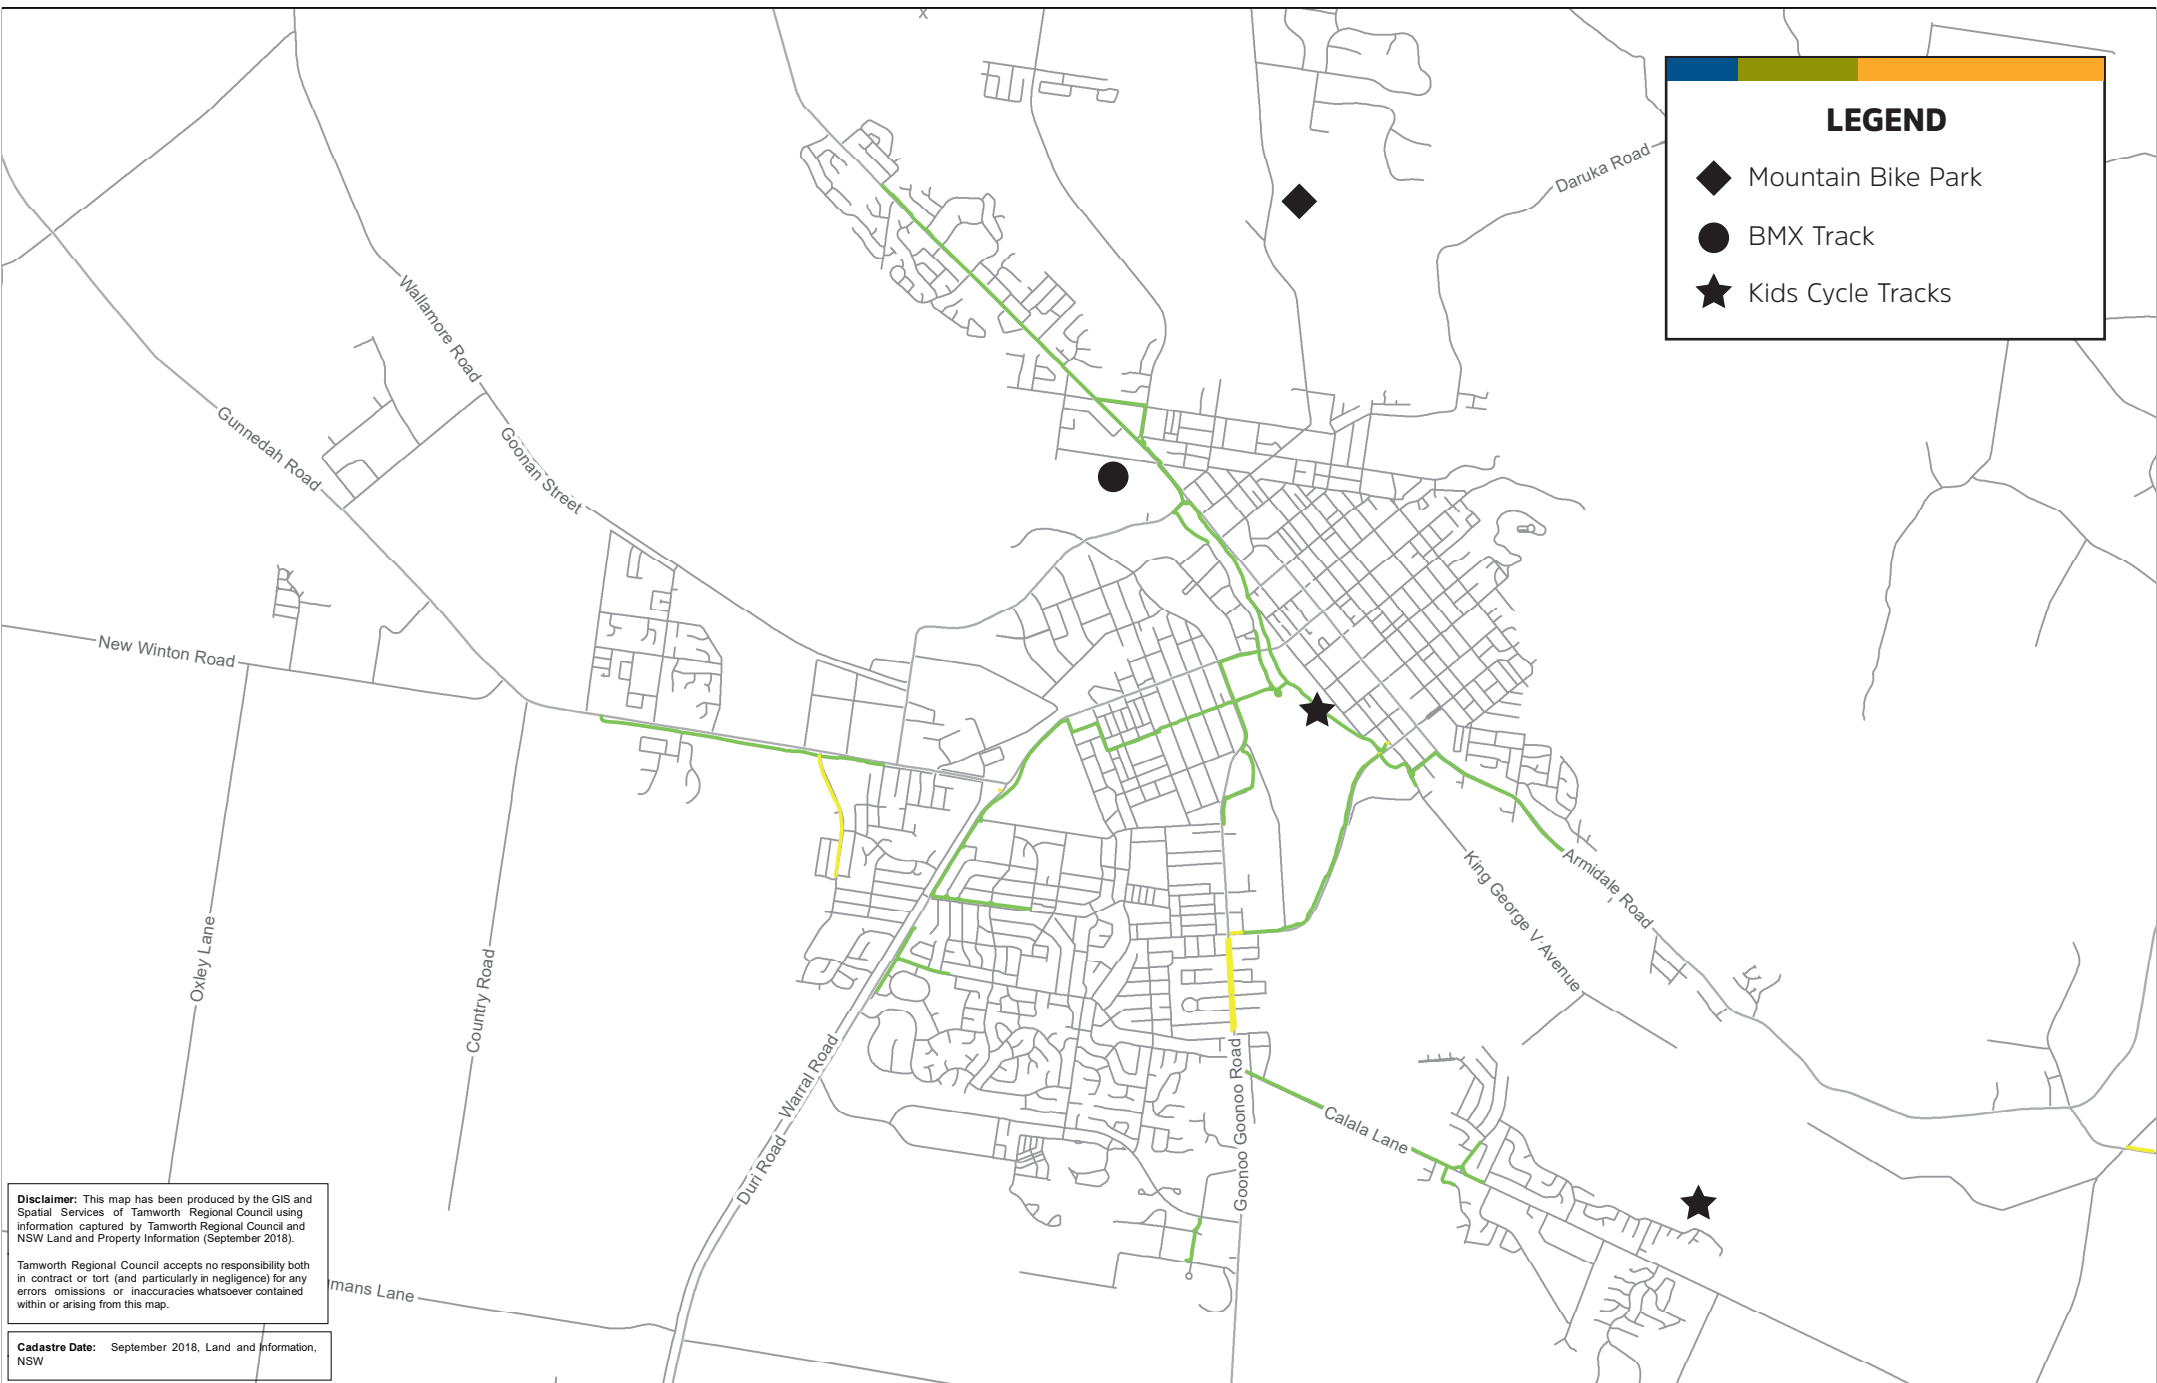 x
LEGEND
Mountain Bike Park
BMX Track
Kids Cycle Tracks
Daruka Road
Wallamore Road
Gunnedah Road
Goonan Street
New Winton Road
Oxley Lane
Country Road
King George V Avenue
Armidale Road
Duri Road - Warral Road
Goonoo Goonoo Road
Calala Lane
mans Lane
Disclaimer: This map has been produced by the GIS and
Spatial Services of Tamworth Regional Council using
information captured by Tamworth Regional Council and
NSW Land and Property Information (September 2018).
Tamworth Regional Council accepts no responsibility both
in contract or tort (and particularly in negligence) for any
errors omissions or inaccuracies whatsoever contained
within or arising from this map.
Cadastre Date: September 2018, Land and Information,
NSW